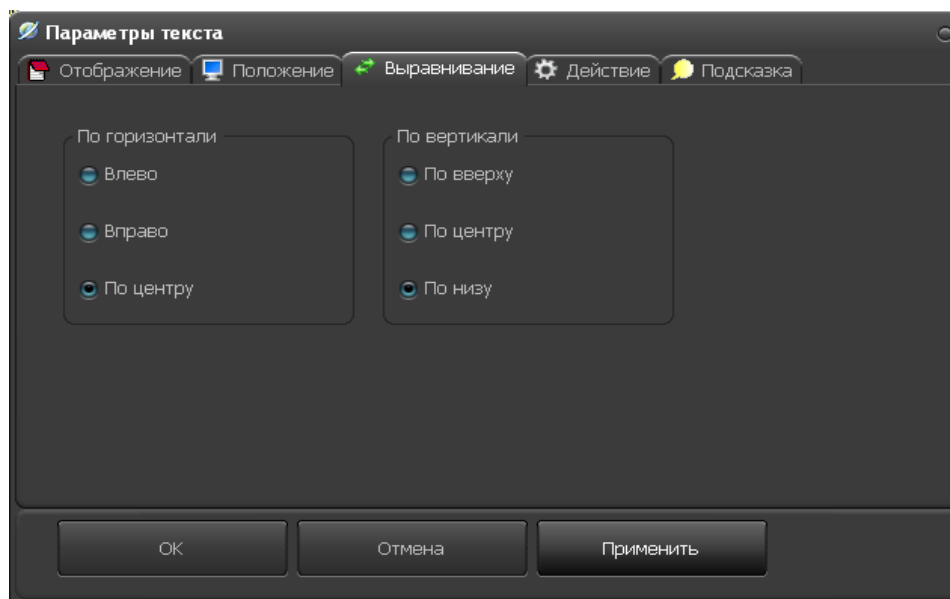 Параметры текста
Отображение Положение Выравнивание Действие Подсказка
По горизонтали По вертикали
Влево По вверху
Вправо По центру
По центру По низу
OK Отмена Применить